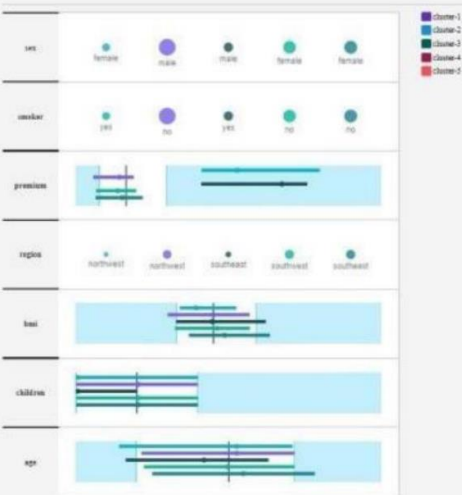 sex
female
male
male
female
female
smoker
yes
no
yes
no
no
premium
region
northwest
northwest
southeast
southwest
southeast
bmi
children
age
cluster-1
cluster-2
cluster-3
cluster-4
cluster-5